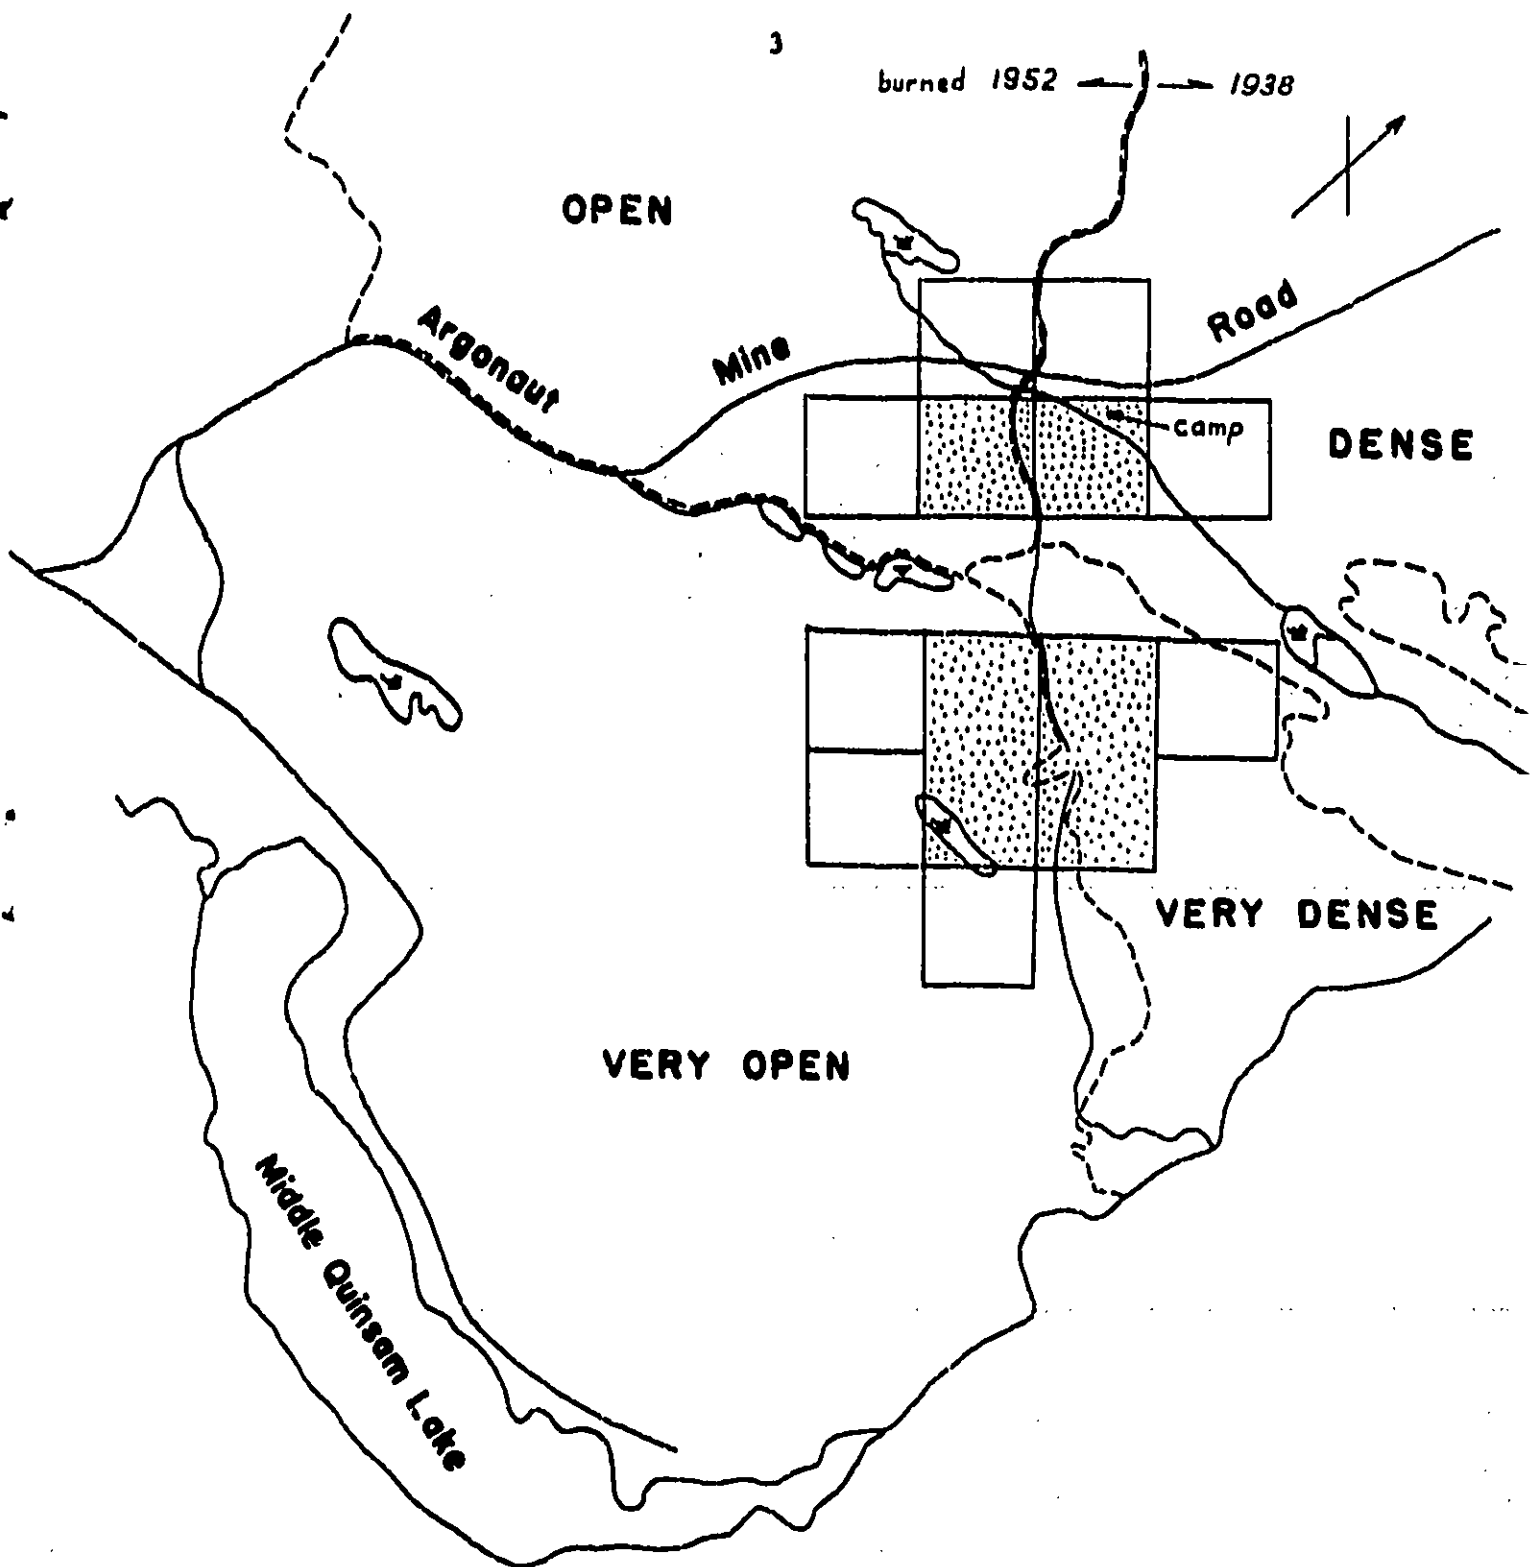 3
burned 1952 1938
OPEN
Argonaut Mine Road
camp
DENSE
VERY DENSE
VERY OPEN
Middle Quinsam Lake